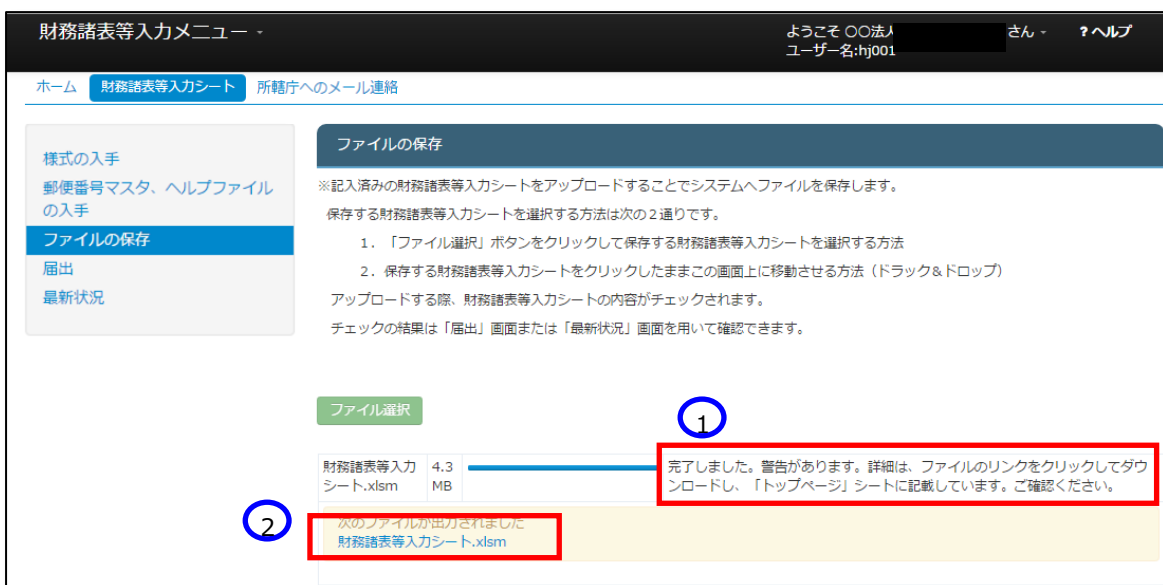 財務諸表等入力メニュー
ようこそ 〇〇法人 さん
ユーザー名:hj001
?ヘルプ
ホーム 財務諸表等入力シート 所轄庁へのメール連絡
様式の入手
郵便番号マスタ、ヘルプファイル
の入手
ファイルの保存
届出
最新状況
ファイルの保存
※記入済みの財務諸表等入力シートをアップロードすることでシステムへファイルを保存します。
保存する財務諸表等入力シートを選択する方法は次の２通りです。
１．「ファイル選択」ボタンをクリックして保存する財務諸表等入力シートを選択する方法
２．保存する財務諸表等入力シートをクリックしたままこの画面上に移動させる方法（ドラック＆ドロップ）
アップロードする際、財務諸表等入力シートの内容がチェックされます。
チェックの結果は「届出」画面または「最新状況」画面を用いて確認できます。
ファイル選択
1
財務諸表等入力
シート.xlsm
4.3
MB
完了しました。警告があります。詳細は、ファイルのリンクをクリックしてダウ
ンロードし、「トップページ」シートに記載しています。ご確認ください。
2
次のファイルが出力されました
財務諸表等入力シート.xlsm